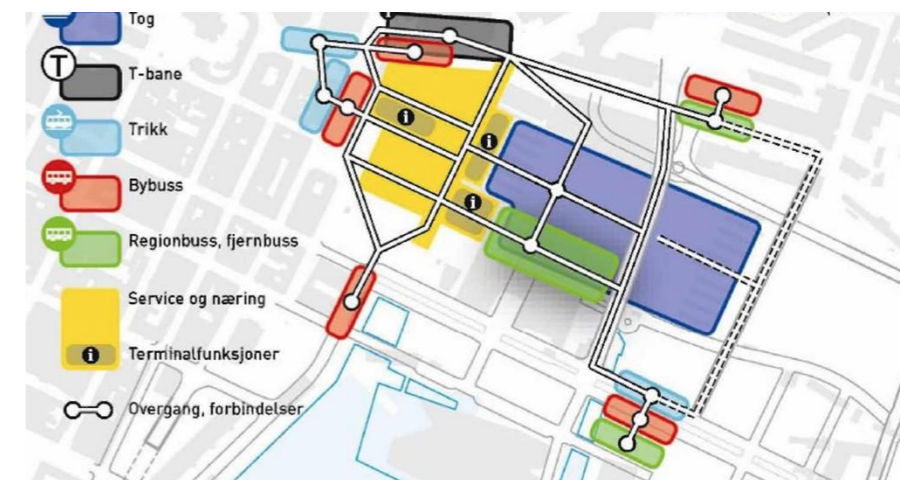 Tog
T
T-bane
Trikk
Bybuss
Regionbuss, fjernbuss
Service og næring
i
Terminalfunksjoner
Overgang, forbindelser
i
i
i